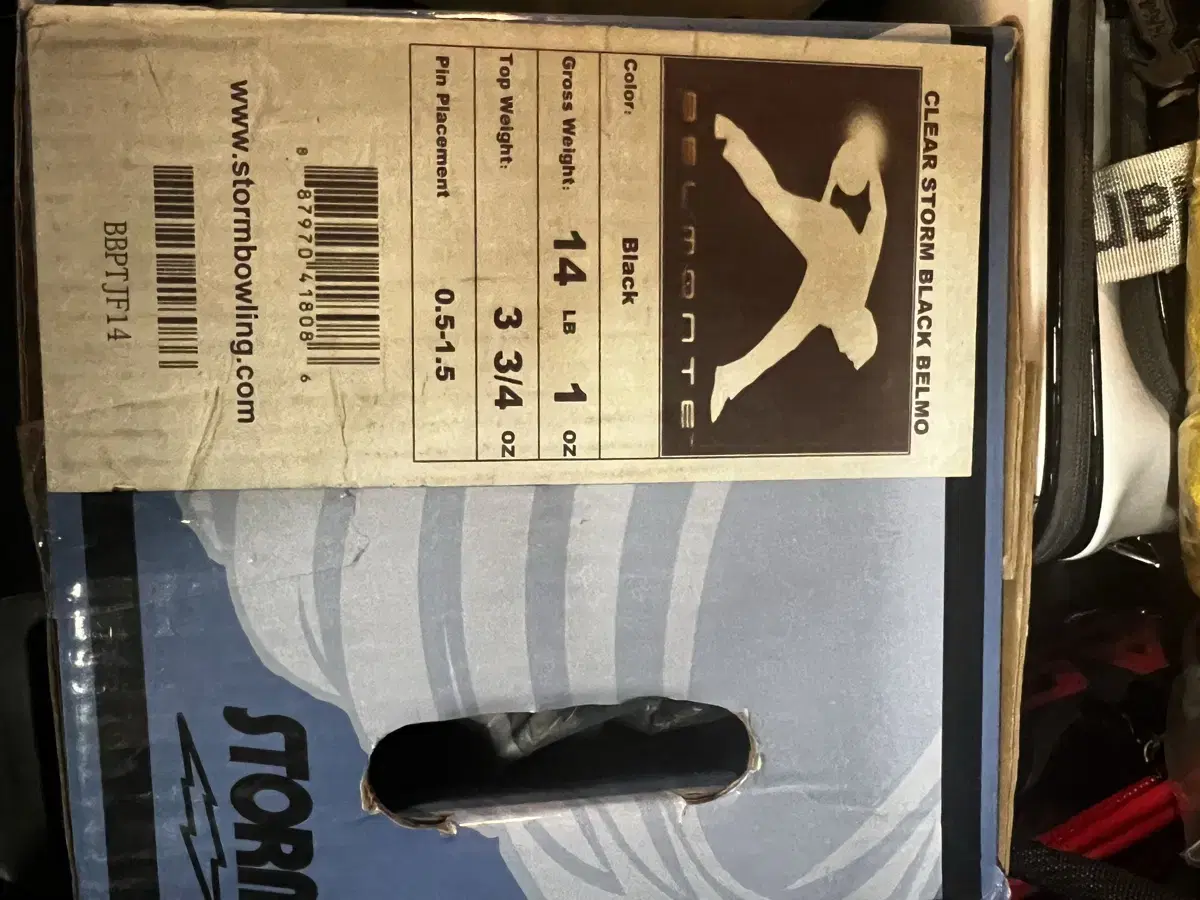 CLEAR STORM BLACK BELMO
BELMONTE
Color: Black
Gross Weight: 14 LB 1 oz
Top Weight: 3 3/4 oz
Pin Placement 0.5-1.5
8 87970 41808 6
www.stormbowling.com
BBPTJF14
STORM